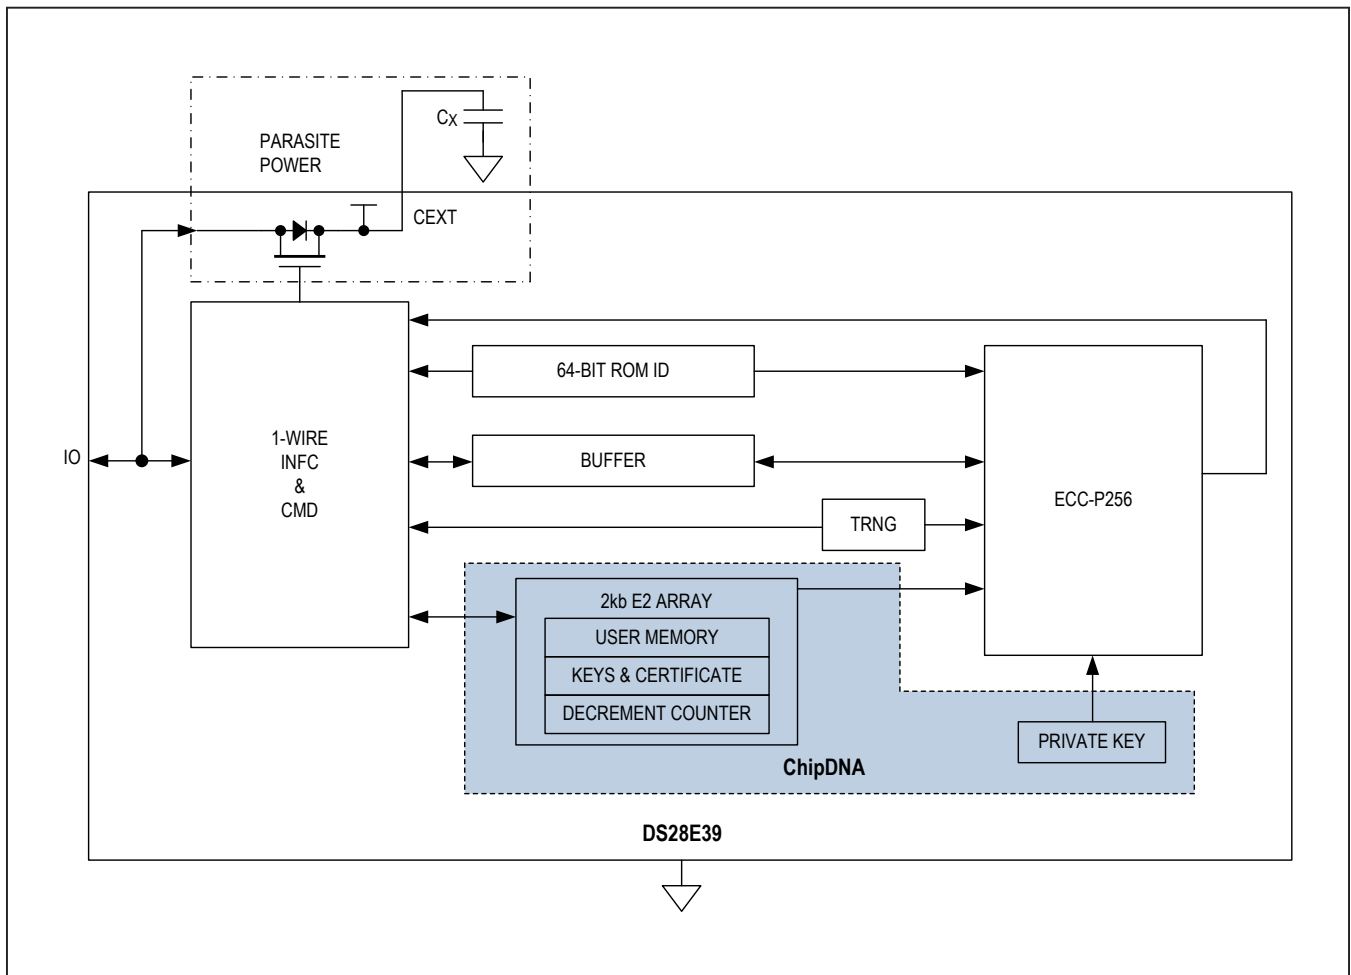 CX
PARASITE
POWER
CEXT
64-BIT ROM ID
1-WIRE
INFC
&
CMD
IO
BUFFER
ECC-P256
TRNG
2kb E2 ARRAY
USER MEMORY
KEYS & CERTIFICATE
DECREMENT COUNTER
PRIVATE KEY
ChipDNA
DS28E39